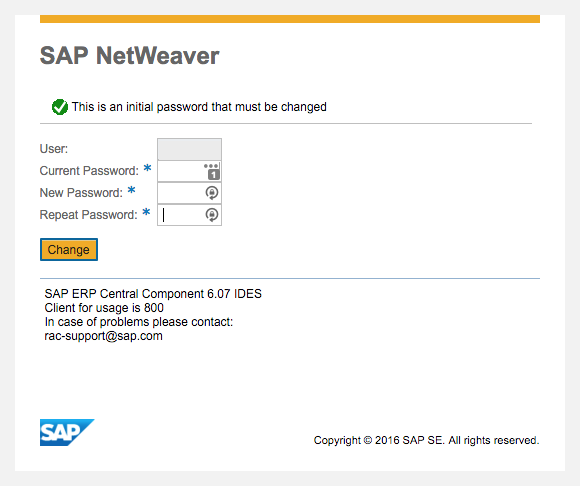 SAP NetWeaver
This is an initial password that must be changed
User:
Current Password: *
1
New Password: *
Repeat Password: *
Change
SAP ERP Central Component 6.07 IDES
Client for usage is 800
In case of problems please contact:
rac-support@sap.com
SAP
Copyright © 2016 SAP SE. All rights reserved.